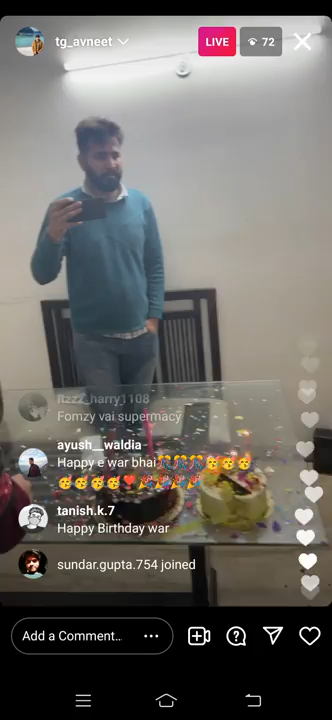 tg_avneet
LIVE
72
fizzz_harry1108
Fomzy vai supermacy
ayush__waldia
Happy e war bhai🎊🎊🎊🥳🥳🥳
🥳🥳🥳🥳❤️🎉🎉🎉🎉
tanish.k.7
Happy Birthday war
sundar.gupta.754 joined
Add a Comment...